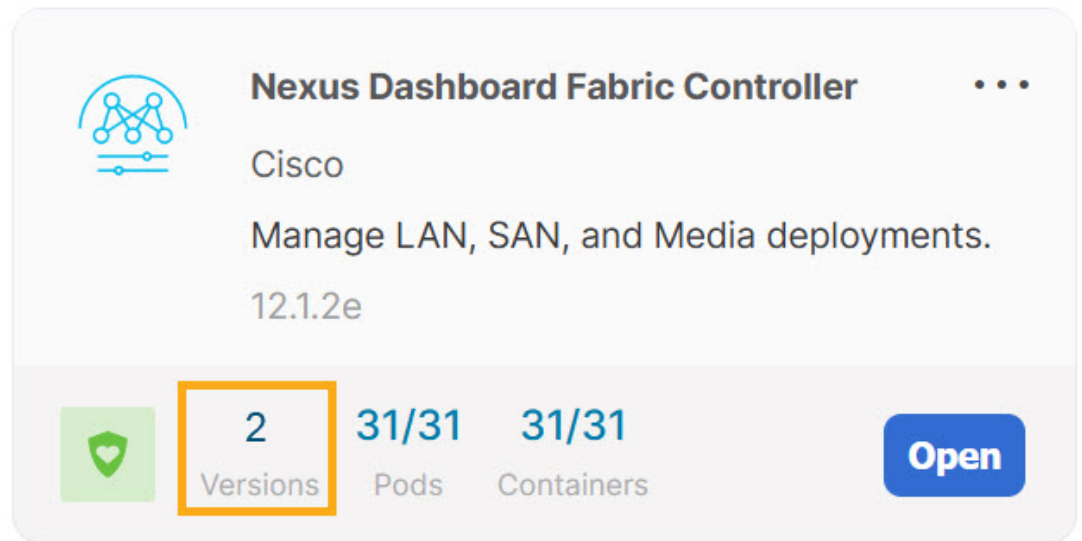 Nexus Dashboard Fabric Controller
Cisco
Manage LAN, SAN, and Media deployments.
12.1.2e
2 31/31 31/31
Versions Pods Containers
Open